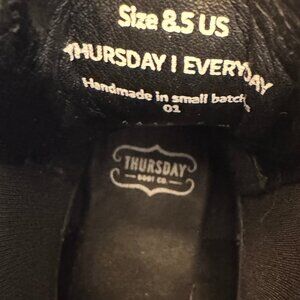 Size 8.5 US
THURSDAY | EVERYDAY
Handmade in small batch
01
THURSDAY
BOOT CO.